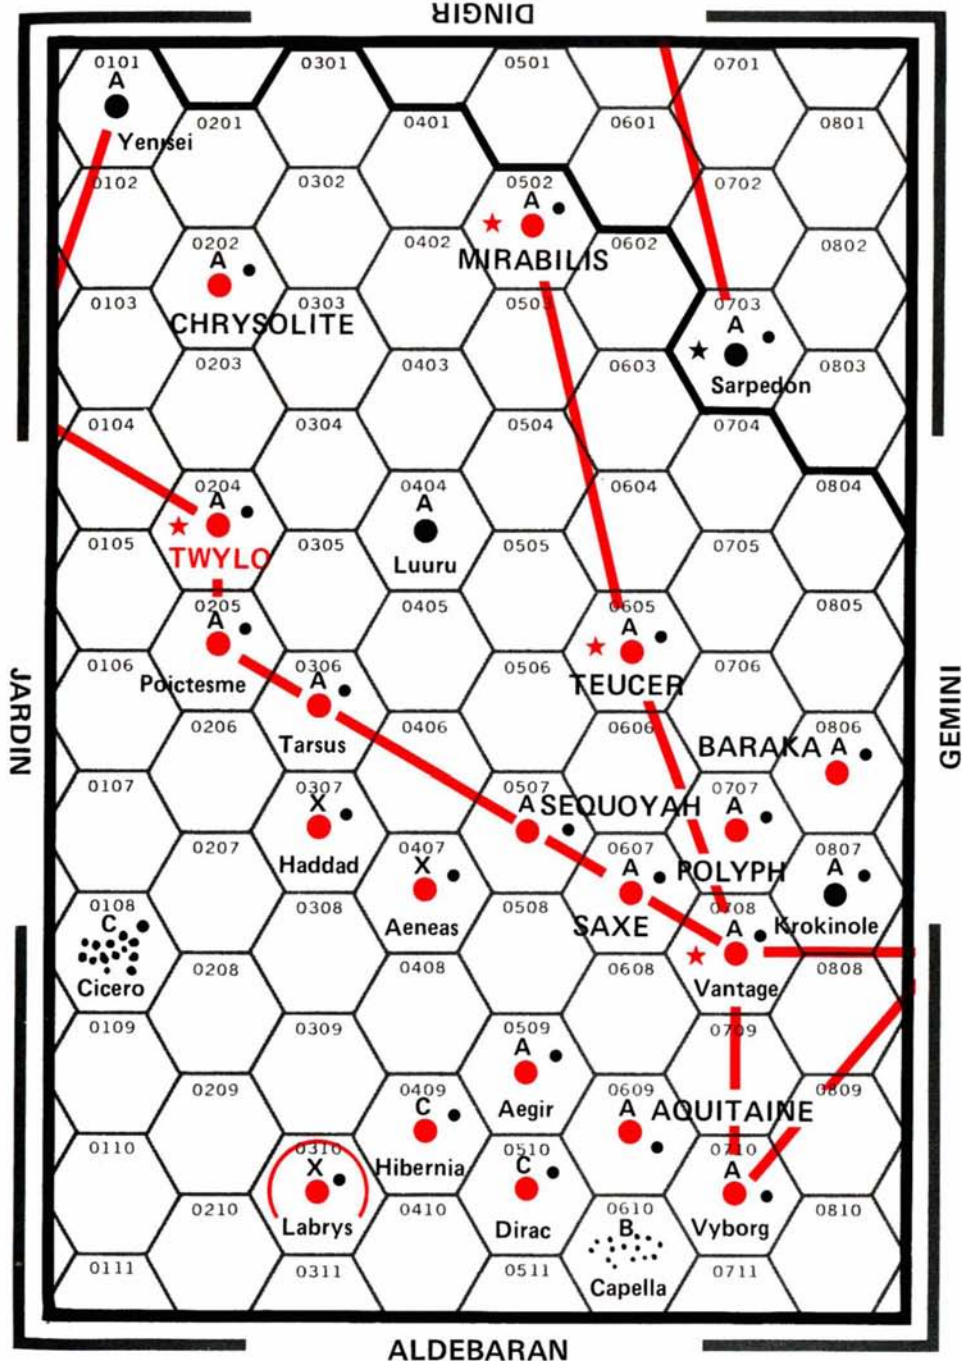 DINGIR
0101
A
Yenisei
0301
0501
0701
0201
0401
0601
0801
0102
0302
0502
A
MIRABILIS
0702
0202
A
CHRYSOLITE
0402
0602
0802
0103
0303
0503
0703
A
Sarpedon
0203
0403
0603
0803
0104
0304
0504
0704
0204
A
TWYLO
0404
A
Luuru
0604
0804
0105
0305
0505
0705
0205
A
Poictesme
0405
0605
A
TEUCER
0805
JARDIN
GEMINI
0106
0306
A
Tarsus
0506
0706
0206
0406
0606
0806
BARAKA A
0107
0307
X
Haddad
0507
A SEQUOYAH
0707
A
POLYPH
0207
0407
X
Aeneas
0607
A
SAXE
0807
A
Krokinole
0108
C
Cicero
0308
0508
0708
A
Vantage
0208
0408
0608
0808
0109
0309
0509
A
Aegir
0709
0209
0409
C
Hibernia
0609
A
AQUITAINE
0809
0110
0310
X
Labrys
0510
C
Dirac
0710
A
Vyborg
0210
0410
0610
B
Capella
0810
0111
0311
0511
0711
ALDEBARAN